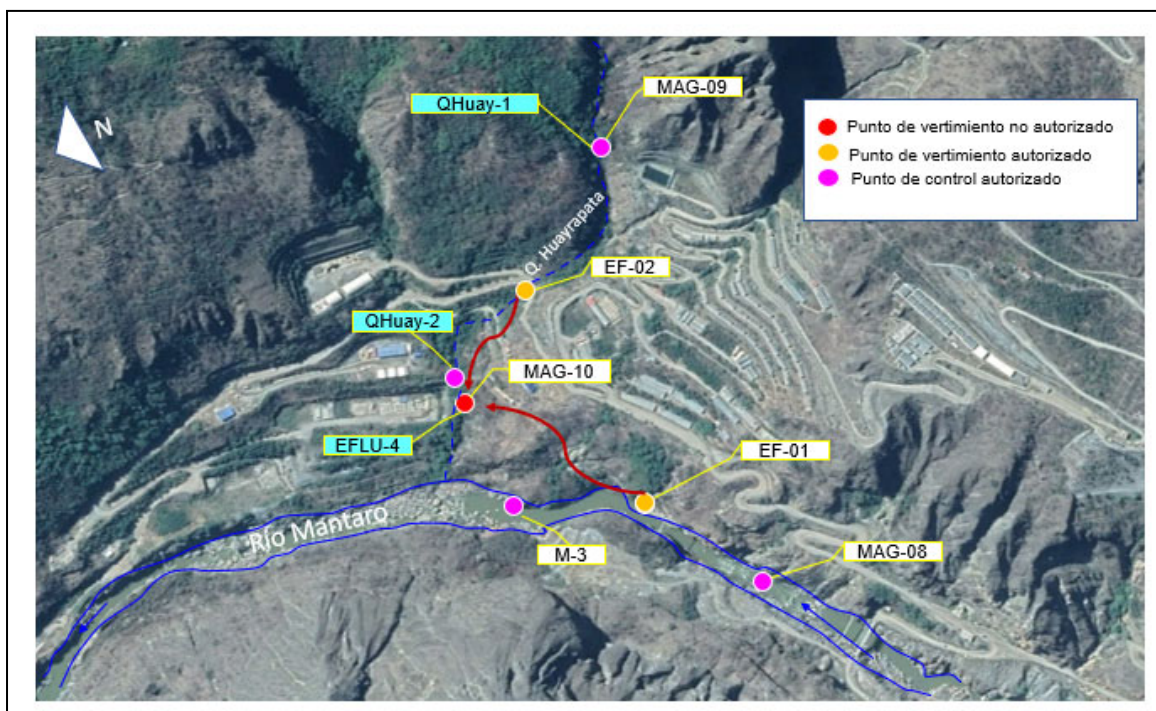 MAG-09
QHuay-1
N
Punto de vertimiento no autorizado
Punto de vertimiento autorizado
Punto de control autorizado
Q. Huayrapata
EF-02
QHuay-2
MAG-10
EFLU-4
EF-01
Río Mántaro
M-3
MAG-08